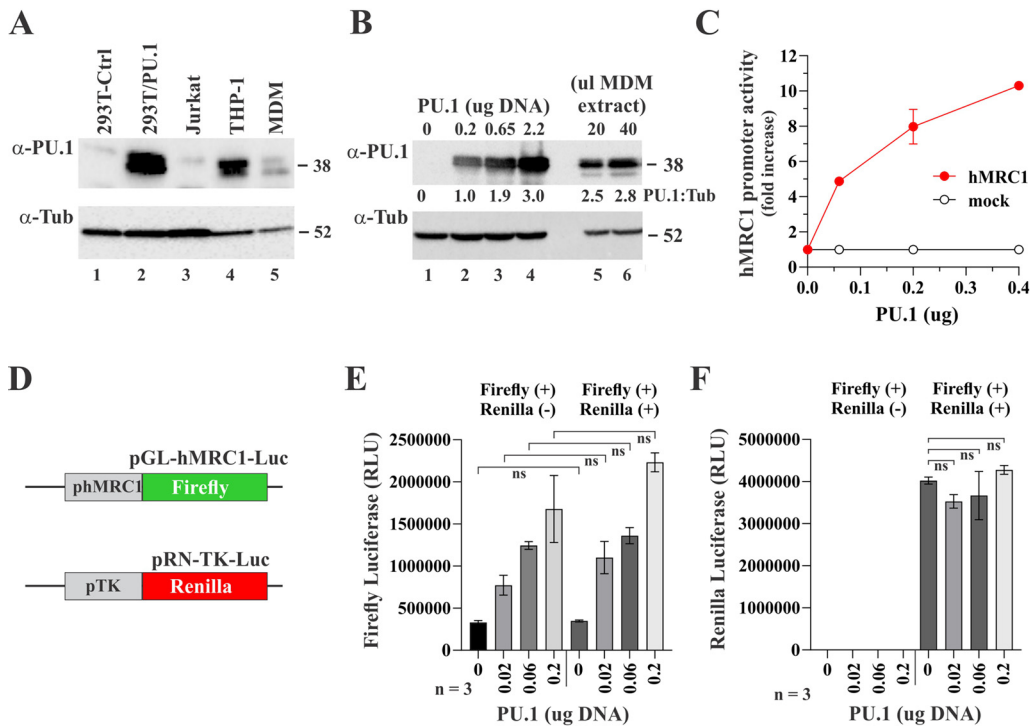 A
293T-Ctrl
293T/PU.1
Jurkat
THP-1
MDM
α-PU.1
– 38
α-Tub
– 52
1 2 3 4 5
B
PU.1 (ug DNA)
(ul MDM
extract)
0 0.2 0.65 2.2 20 40
α-PU.1
– 38
0 1.0 1.9 3.0 2.5 2.8 PU.1:Tub
α-Tub
– 52
1 2 3 4 5 6
C
hMRC1 promoter activity
(fold increase)
12
10
8
6
4
2
0
hMRC1
mock
0.0 0.1 0.2 0.3 0.4
PU.1 (ug)
D
pGL-hMRC1-Luc
phMRC1 Firefly
pRN-TK-Luc
pTK Renilla
E
Firefly (+) Firefly (+)
Renilla (-) Renilla (+)
Firefly Luciferase (RLU)
2500000
2000000
1500000
1000000
500000
0
ns
ns
ns
ns
0 0.02 0.06 0.2 0 0.02 0.06 0.2
n = 3
PU.1 (ug DNA)
F
Firefly (+) Firefly (+)
Renilla (-) Renilla (+)
Renilla Luciferase (RLU)
5000000
4000000
3000000
2000000
1000000
0
ns
ns
ns
0 0.02 0.06 0.2 0 0.02 0.06 0.2
n = 3
PU.1 (ug DNA)